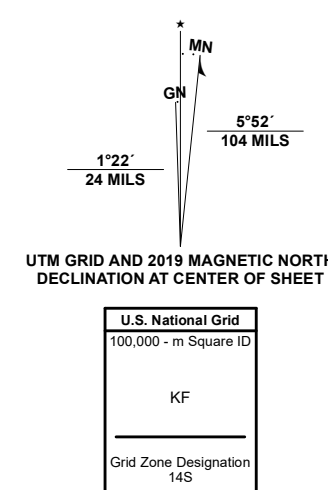 ★
MN
GN
5°52´
104 MILS
1°22´
24 MILS
UTM GRID AND 2019 MAGNETIC NORTH
DECLINATION AT CENTER OF SHEET
U.S. National Grid
100,000 - m Square ID
KF
Grid Zone Designation
14S